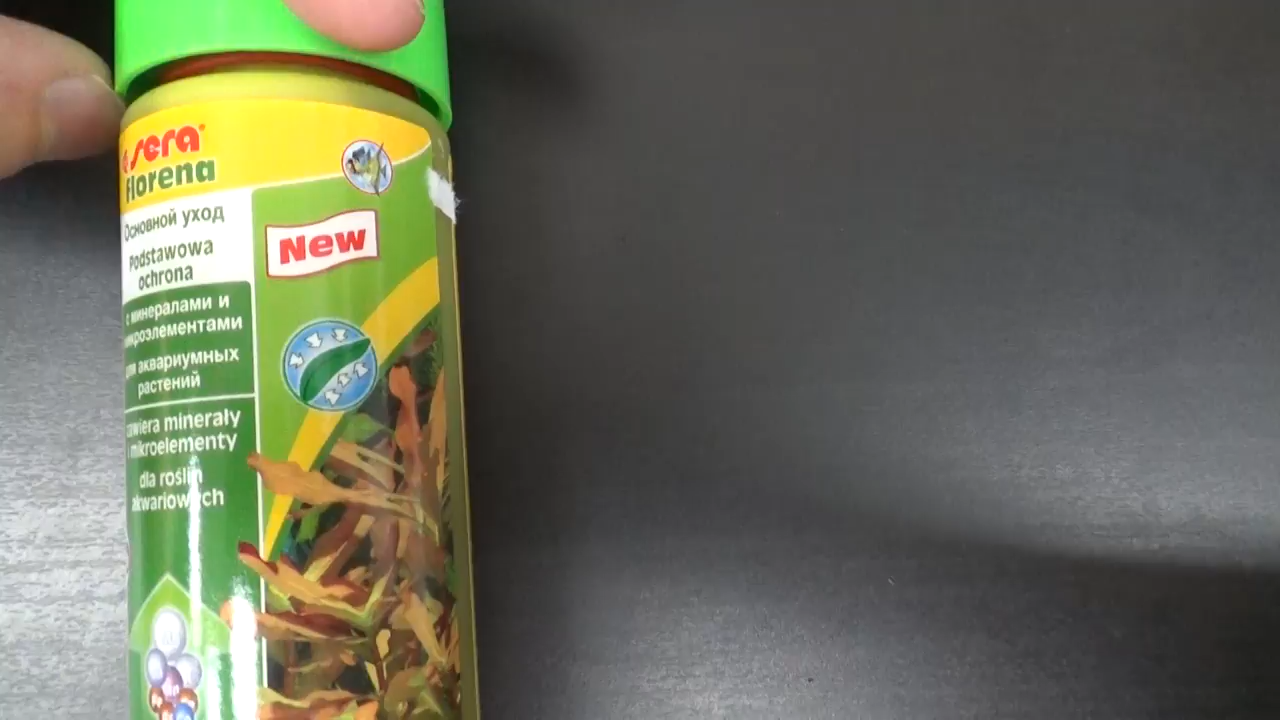 sera
florena
Основной уход
Podstawowa
ochrona
с минералами и
микроэлементами
для аквариумных
растений
zawiera minerały
i mikroelementy
dla roślin
akwariowych
New